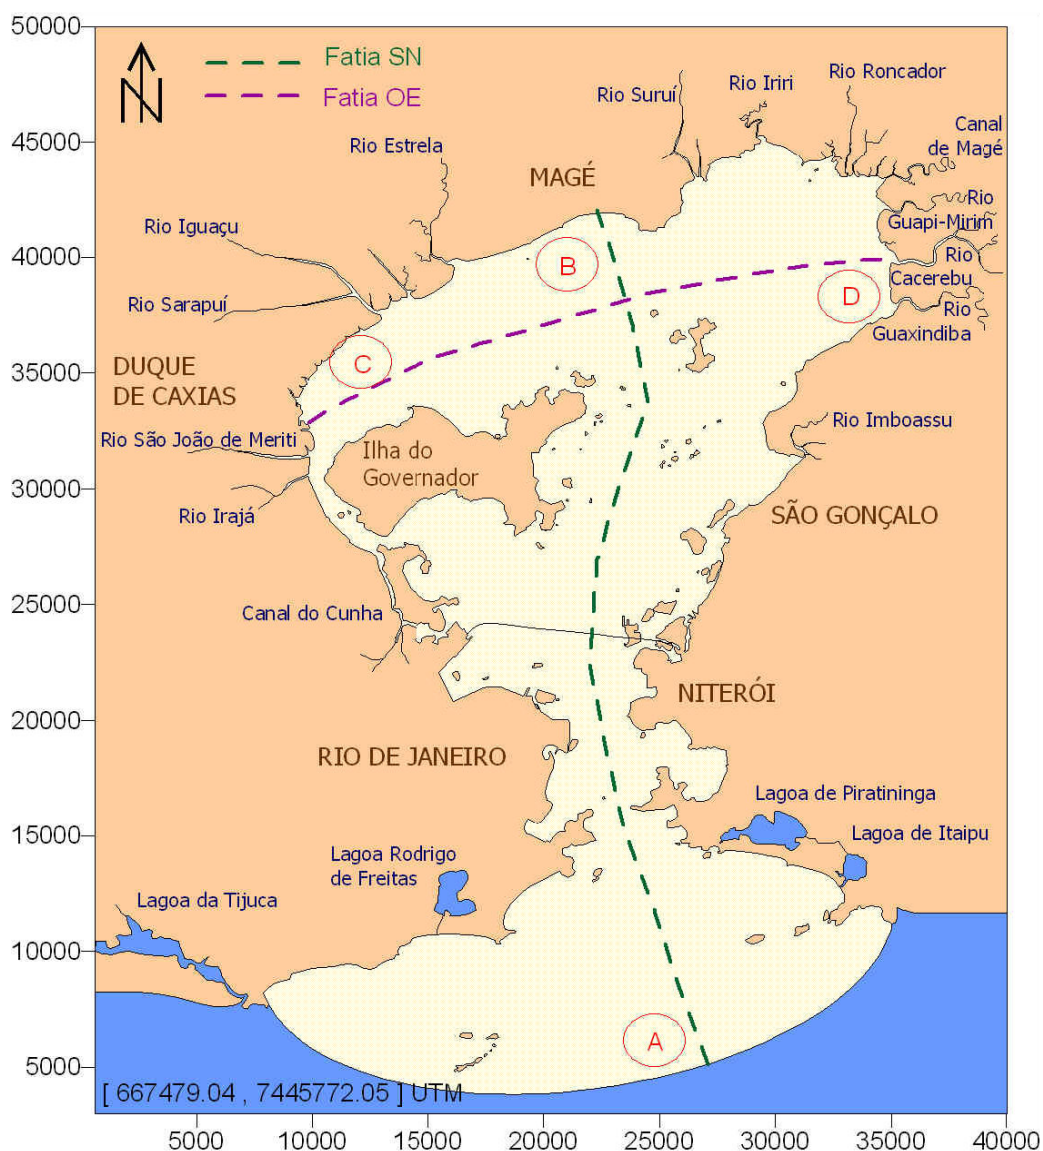 50000
45000
40000
35000
30000
25000
20000
15000
10000
5000
N
Fatia SN
Fatia OE
Rio Roncador
Rio Iriri
Rio Suruí
Canal
de Magé
Rio Estrela
MAGÉ
Rio
Guapi-Mirim
Rio Iguaçu
Rio
Cacerebu
B
D
Rio Sarapuí
Rio
Guaxindiba
C
DUQUE
DE CAXIAS
Rio Imboassu
Rio São João de Meriti
Ilha do
Governador
Rio Irajá
SÃO GONÇALO
Canal do Cunha
NITERÓI
RIO DE JANEIRO
Lagoa de Piratininga
Lagoa de Itaipu
Lagoa Rodrigo
de Freitas
Lagoa da Tijuca
A
[ 667479.04 , 7445772.05 ] UTM
5000
10000
15000
20000
25000
30000
35000
40000